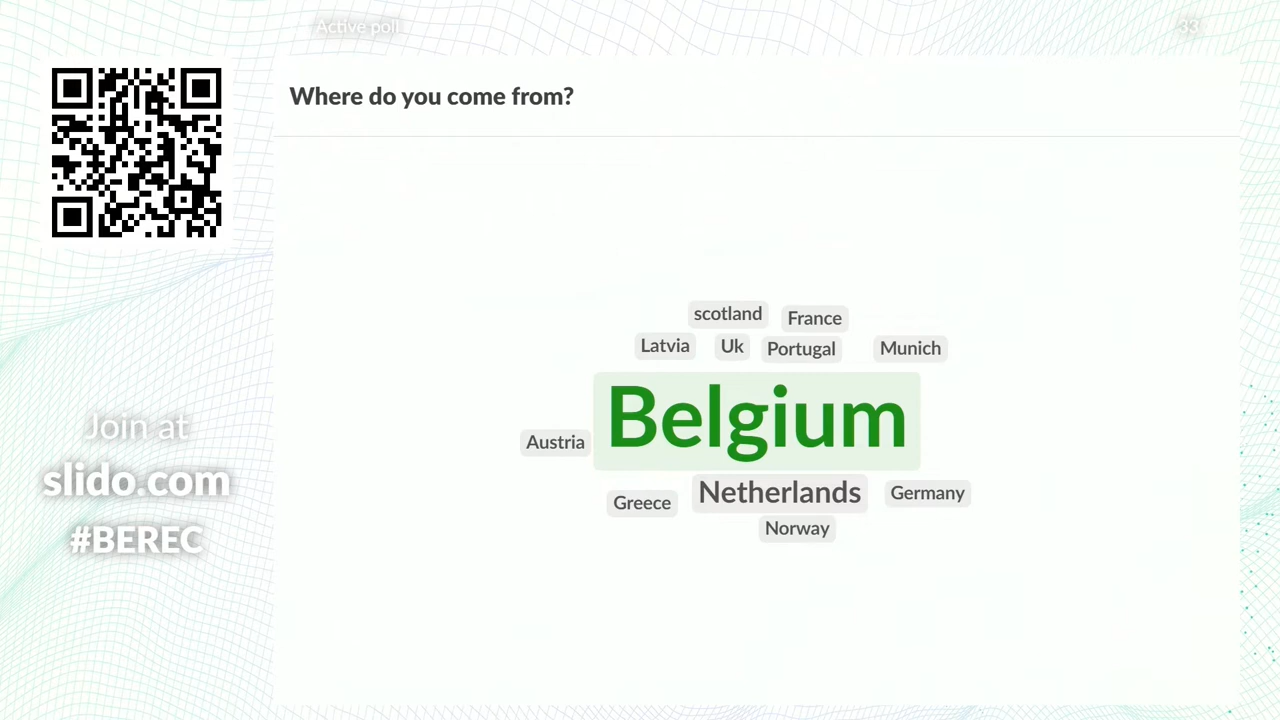 Active poll
33
Where do you come from?
scotland
France
Latvia
Uk
Portugal
Munich
Belgium
Austria
Netherlands
Germany
Greece
Norway
Join at
slido.com
#BEREC